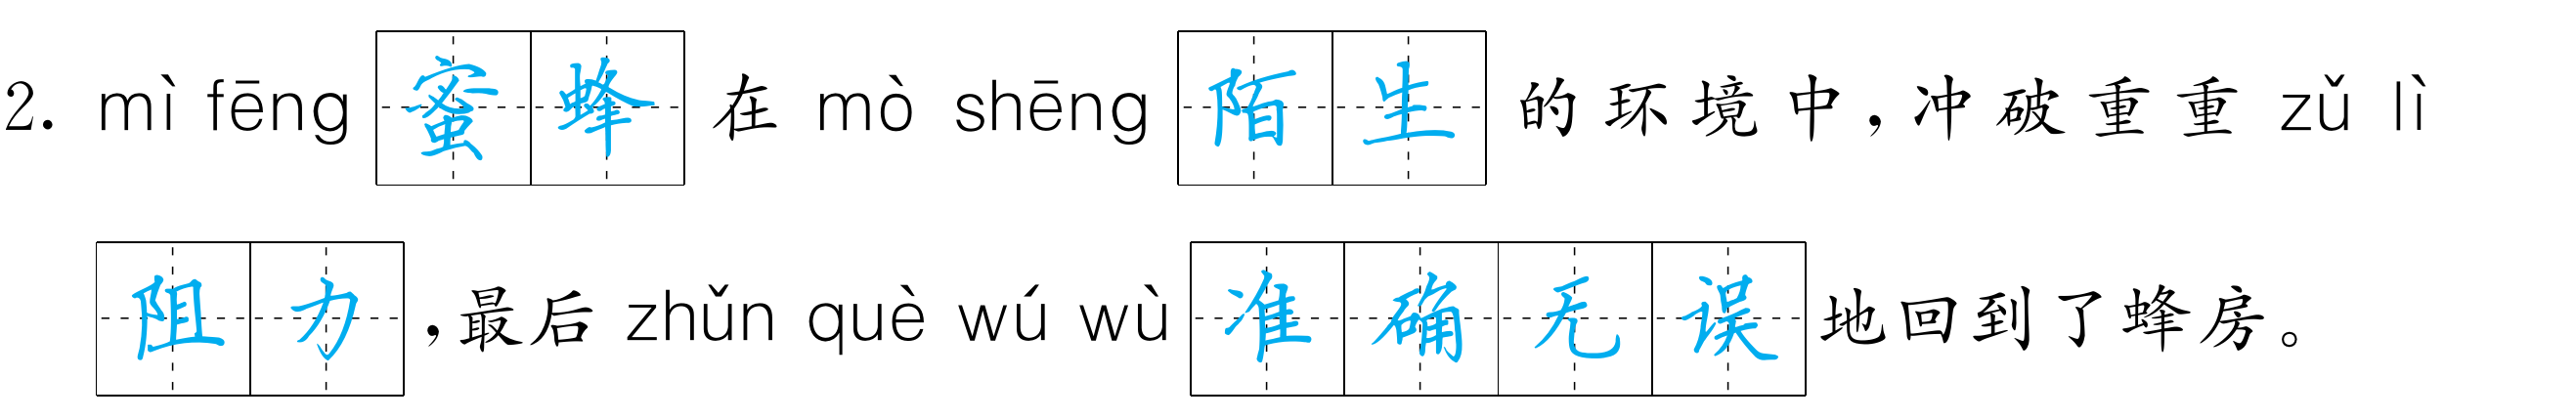 2. mì fēng 蜜蜂 在 mò shēng 陌生 的环境中,冲破重重 zǔ lì
阻力 ,最后 zhǔn què wú wù 准确无误 地回到了蜂房。